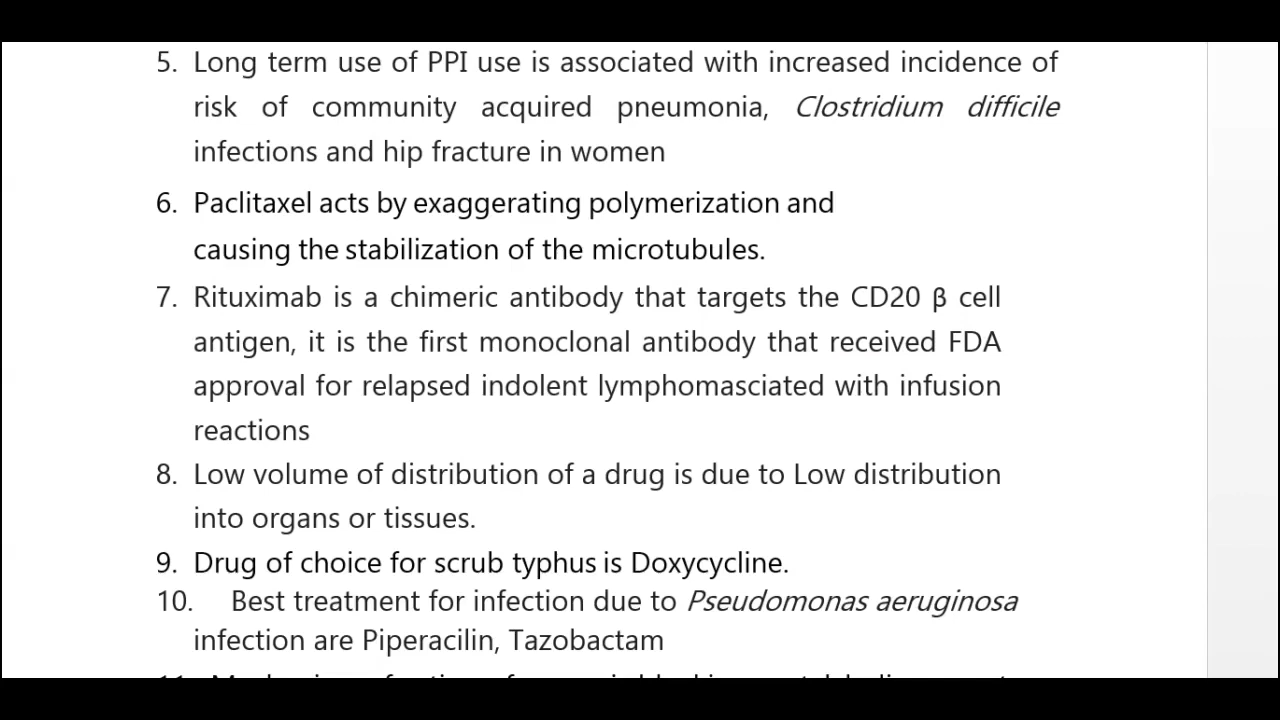 5. Long term use of PPI use is associated with increased incidence of
risk of community acquired pneumonia, Clostridium difficile
infections and hip fracture in women
6. Paclitaxel acts by exaggerating polymerization and
causing the stabilization of the microtubules.
7. Rituximab is a chimeric antibody that targets the CD20 β cell
antigen, it is the first monoclonal antibody that received FDA
approval for relapsed indolent lymphomasciated with infusion
reactions
8. Low volume of distribution of a drug is due to Low distribution
into organs or tissues.
9. Drug of choice for scrub typhus is Doxycycline.
10. Best treatment for infection due to Pseudomonas aeruginosa
infection are Piperacilin, Tazobactam